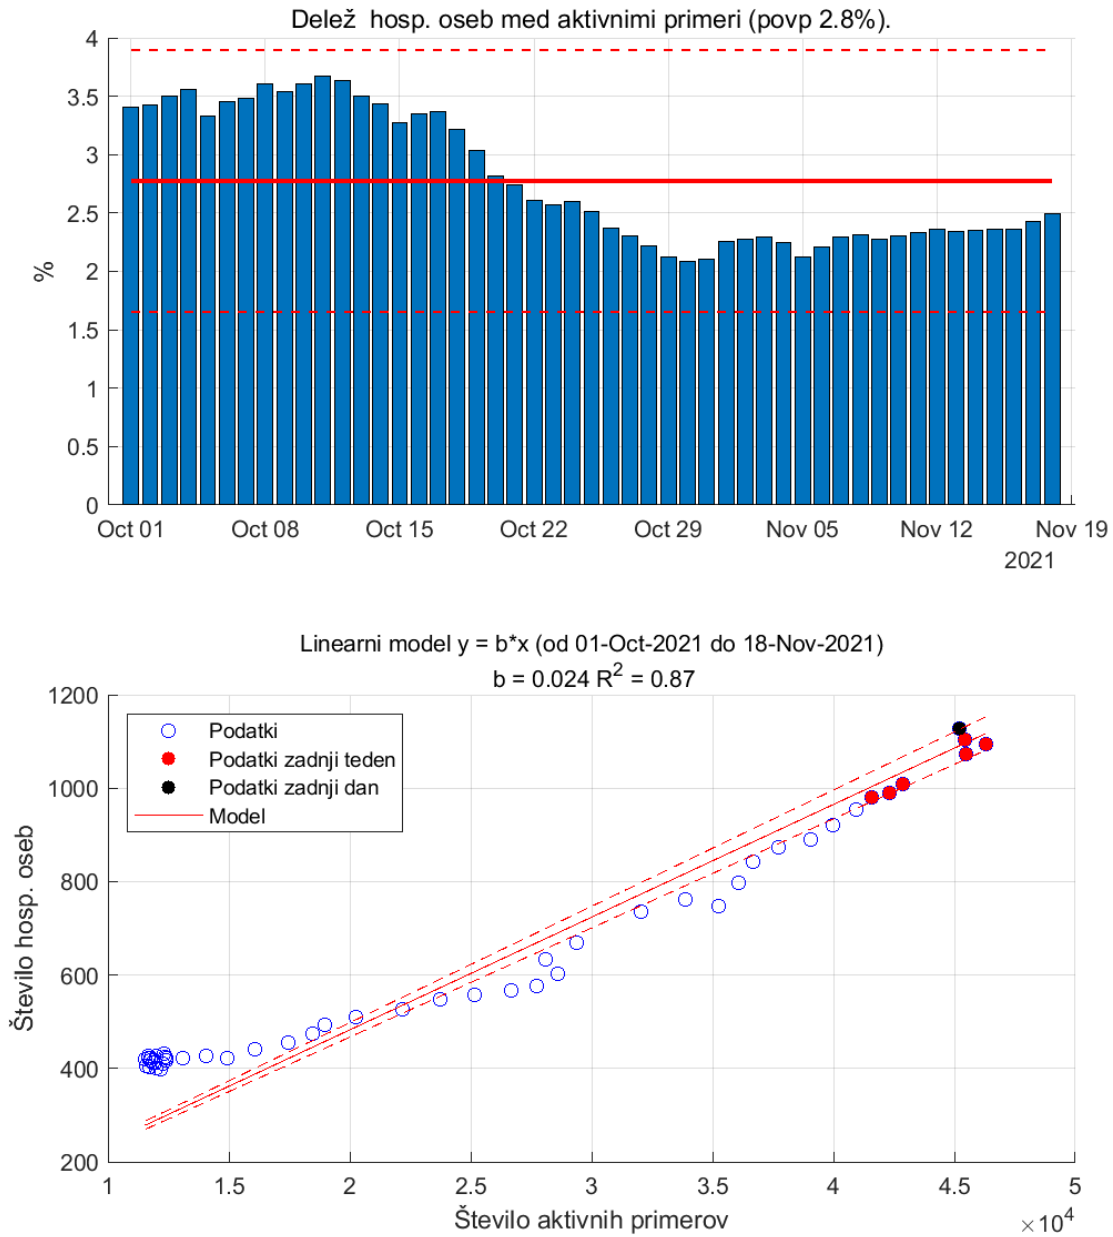 Delež  hosp. oseb med aktivnimi primeri (povp 2.8%).
4
3.5
3
2.5
2
1.5
1
0.5
0
%
Oct 01 Oct 08 Oct 15 Oct 22 Oct 29 Nov 05 Nov 12 Nov 19
2021
Linearni model y = b*x (od 01-Oct-2021 do 18-Nov-2021)
b = 0.024 R² = 0.87
1200
1000
800
600
400
200
Število hosp. oseb
Podatki
Podatki zadnji teden
Podatki zadnji dan
Model
1 1.5 2 2.5 3 3.5 4 4.5 5
Število aktivnih primerov
×10⁴